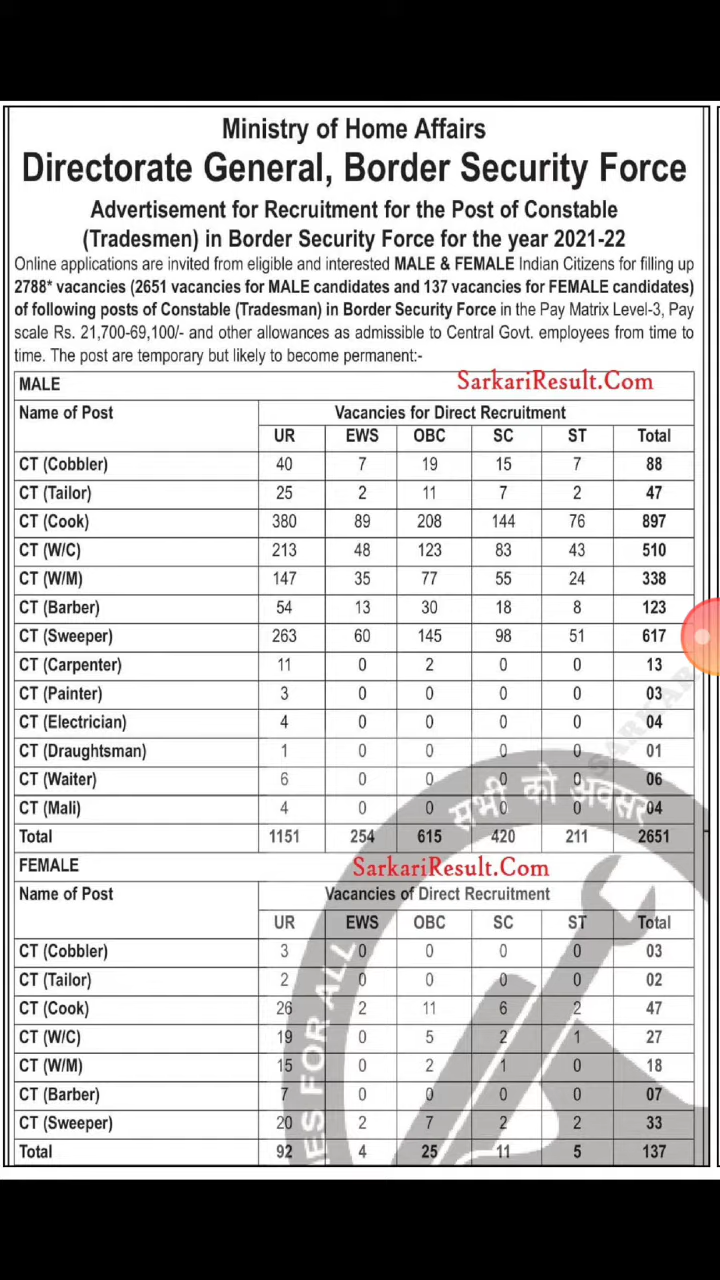 Ministry of Home Affairs
Directorate General, Border Security Force
Advertisement for Recruitment for the Post of Constable
(Tradesmen) in Border Security Force for the year 2021-22
Online applications are invited from eligible and interested MALE & FEMALE Indian Citizens for filling up
2788* vacancies (2651 vacancies for MALE candidates and 137 vacancies for FEMALE candidates)
of following posts of Constable (Tradesman) in Border Security Force in the Pay Matrix Level-3, Pay
scale Rs. 21,700-69,100/- and other allowances as admissible to Central Govt. employees from time to
time. The post are temporary but likely to become permanent:-
MALE SarkariResult.Com
Name of Post Vacancies for Direct Recruitment
UR EWS OBC SC ST Total
CT (Cobbler) 40 7 19 15 7 88
CT (Tailor) 25 2 11 7 2 47
CT (Cook) 380 89 208 144 76 897
CT (W/C) 213 48 123 83 43 510
CT (W/M) 147 35 77 55 24 338
CT (Barber) 54 13 30 18 8 123
CT (Sweeper) 263 60 145 98 51 617
CT (Carpenter) 11 0 2 0 0 13
CT (Painter) 3 0 0 0 0 03
CT (Electrician) 4 0 0 0 0 04
CT (Draughtsman) 1 0 0 0 0 01
CT (Waiter) 6 0 0 0 0 06
CT (Mali) 4 0 0 0 0 04
Total 1151 254 615 420 211 2651
FEMALE SarkariResult.Com
Name of Post Vacancies of Direct Recruitment
UR EWS OBC SC ST Total
CT (Cobbler) 3 0 0 0 0 03
CT (Tailor) 2 0 0 0 0 02
CT (Cook) 26 2 11 6 2 47
CT (W/C) 19 0 5 2 1 27
CT (W/M) 15 0 2 1 0 18
CT (Barber) 7 0 0 0 0 07
CT (Sweeper) 20 2 7 2 2 33
Total 92 4 25 11 5 137
सभी को अवसर
FOR ALL
SARKARI